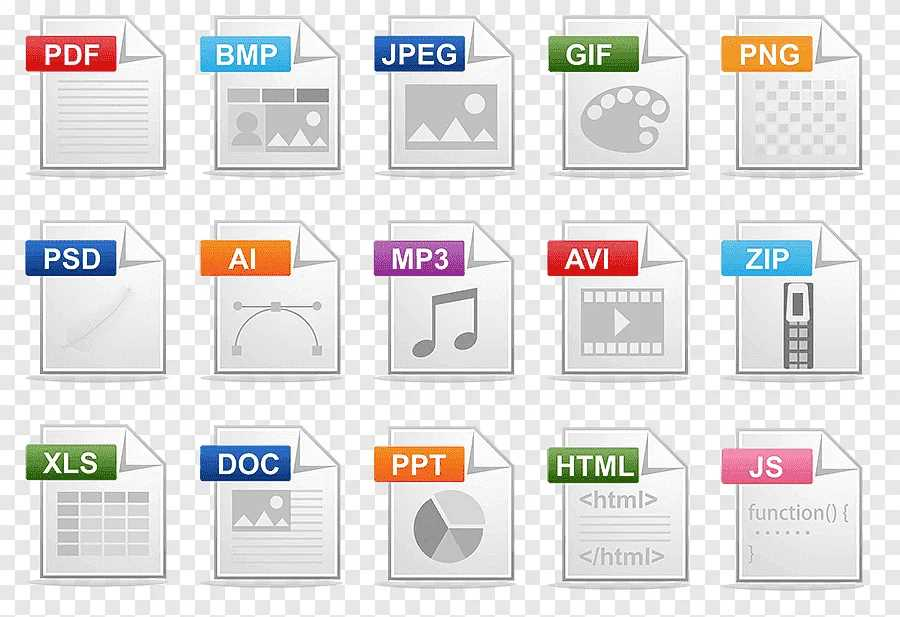 PDF
BMP
JPEG
GIF
PNG
PSD
AI
MP3
AVI
ZIP
XLS
DOC
PPT
HTML
<html>
</html>
JS
function() {
......
}